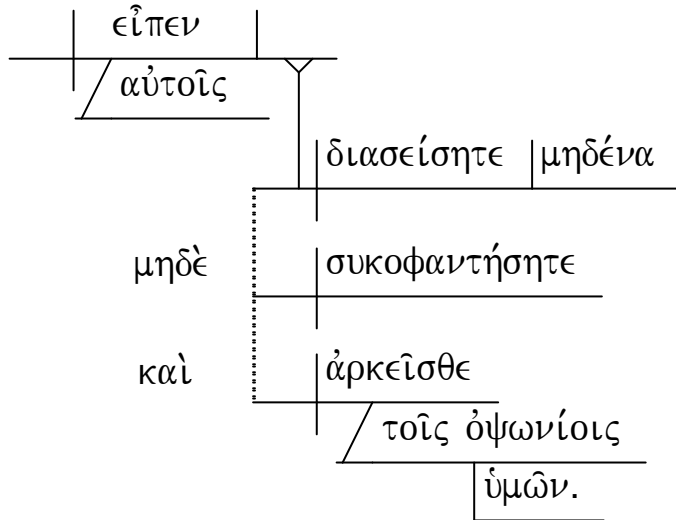 εἶπεν
αὐτοῖς
διασείσητε μηδένα
μηδὲ συκοφαντήσητε
καὶ ἀρκεῖσθε
τοῖς ὀψωνίοις
ὑμῶν.